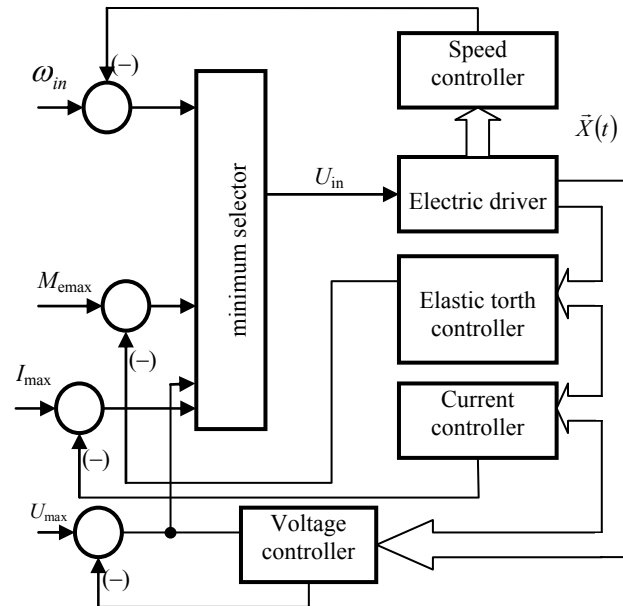 Speed
controller
(−)
ω_in
X⃗(t)
minimum selector
U_in
Electric driver
M_emax
Elastic torth
controller
(−)
I_max
Current
controller
(−)
U_max
Voltage
controller
(−)